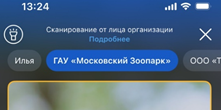 13:24
Сканирование от лица организации
Подробнее
Илья
ГАУ «Московский Зоопарк»
ООО «Т